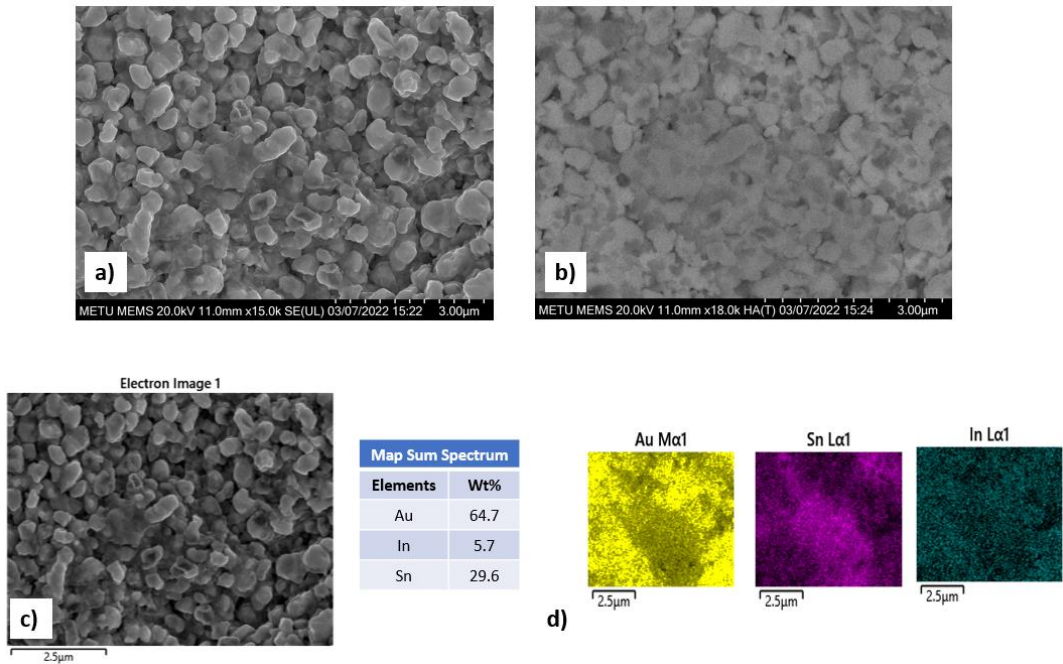 a)
METU MEMS 20.0kV 11.0mm x15.0k SE(UL) 03/07/2022 15:22 3.00µm
b)
METU MEMS 20.0kV 11.0mm x18.0k HA(T) 03/07/2022 15:24 3.00µm
Electron Image 1
c)
2.5µm
Map Sum Spectrum
Elements Wt%
Au 64.7
In 5.7
Sn 29.6
d)
Au Mα1
2.5µm
Sn Lα1
2.5µm
In Lα1
2.5µm